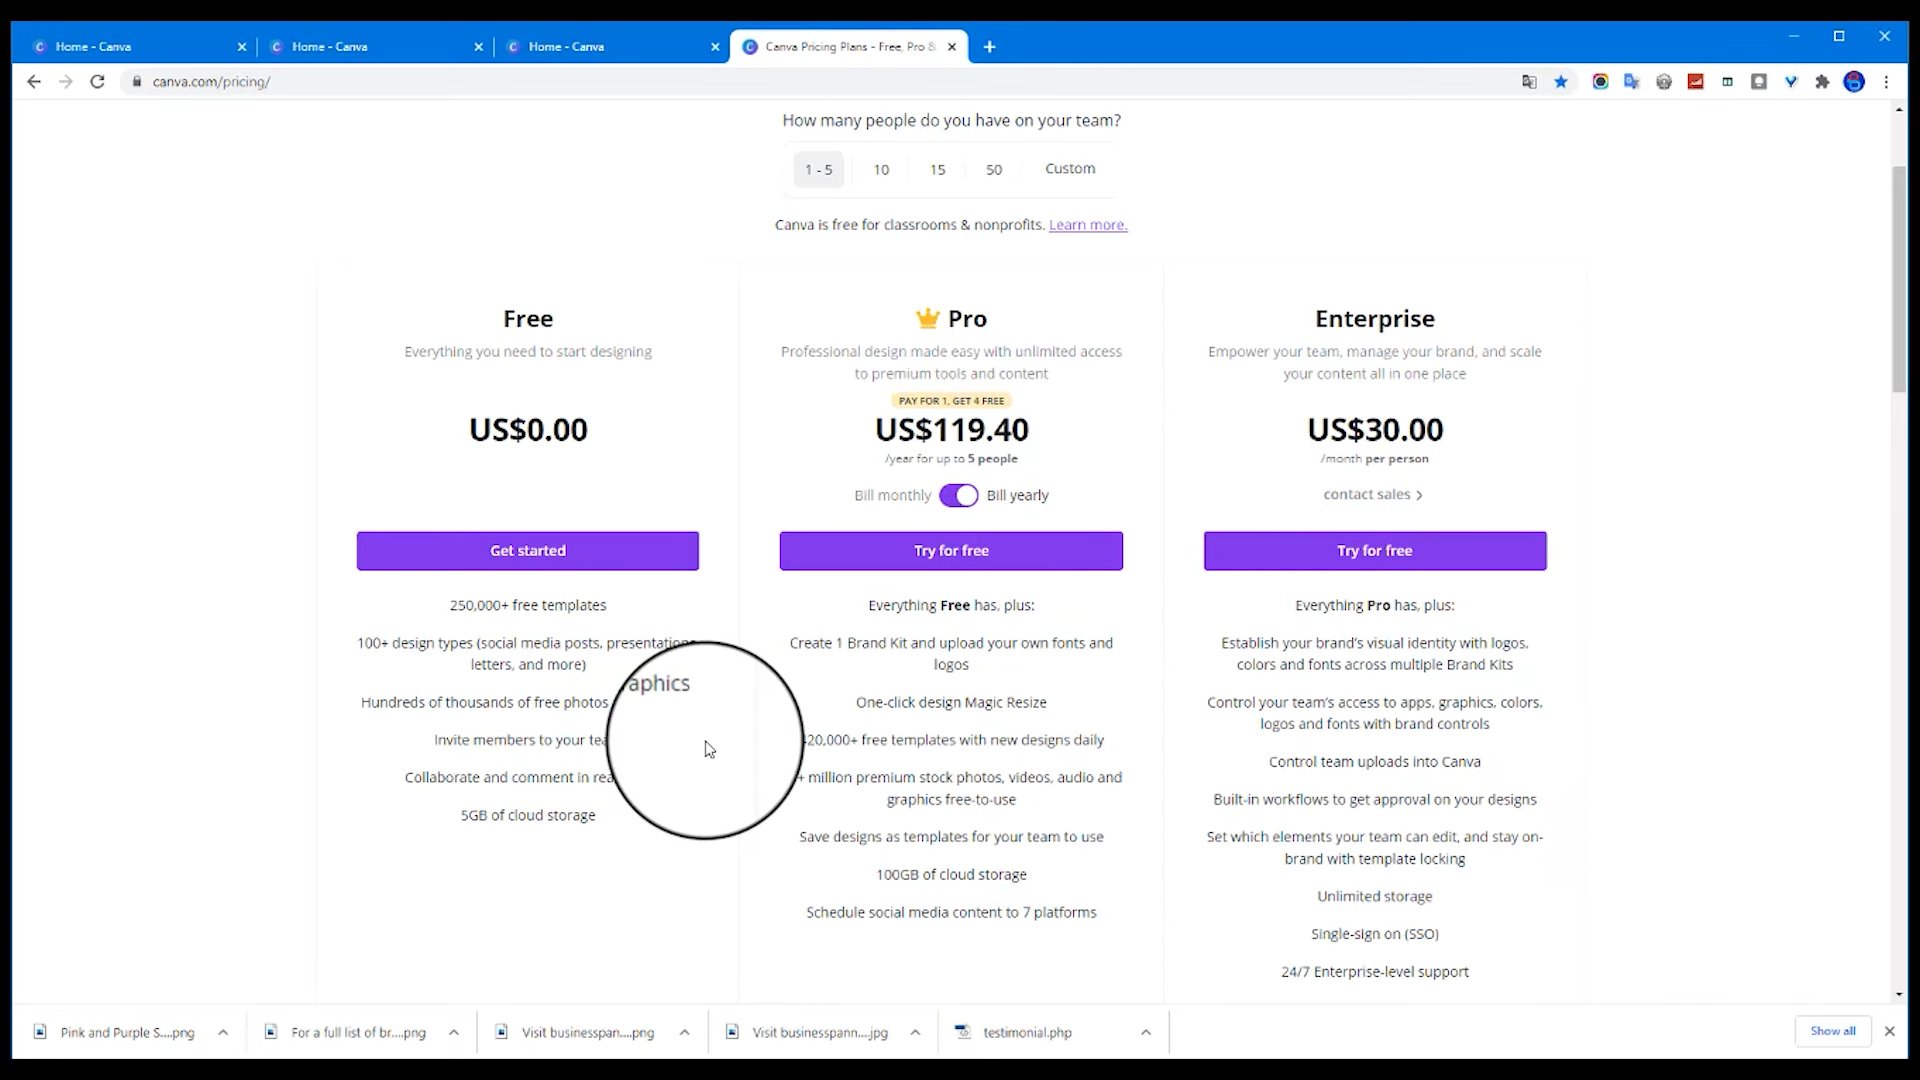 Home - Canva
Home - Canva
Home - Canva
Canva Pricing Plans - Free, Pro &
canva.com/pricing/
How many people do you have on your team?
1 - 5
10
15
50
Custom
Canva is free for classrooms & nonprofits. Learn more.
Free
Everything you need to start designing
US$0.00
Get started
250,000+ free templates
100+ design types (social media posts, presentations,
letters, and more)
Hundreds of thousands of free photos
aphics
Invite members to your tea
Collaborate and comment in rea
5GB of cloud storage
Pro
Professional design made easy with unlimited access
to premium tools and content
PAY FOR 1, GET 4 FREE
US$119.40
/year for up to 5 people
Bill monthly
Bill yearly
Try for free
Everything Free has, plus:
Create 1 Brand Kit and upload your own fonts and
logos
One-click design Magic Resize
20,000+ free templates with new designs daily
+ million premium stock photos, videos, audio and
graphics free-to-use
Save designs as templates for your team to use
100GB of cloud storage
Schedule social media content to 7 platforms
Enterprise
Empower your team, manage your brand, and scale
your content all in one place
US$30.00
/month per person
contact sales
Try for free
Everything Pro has, plus:
Establish your brand's visual identity with logos,
colors and fonts across multiple Brand Kits
Control your team's access to apps, graphics, colors,
logos and fonts with brand controls
Control team uploads into Canva
Built-in workflows to get approval on your designs
Set which elements your team can edit, and stay on-
brand with template locking
Unlimited storage
Single-sign on (SSO)
24/7 Enterprise-level support
Pink and Purple S....png
For a full list of br....png
Visit businesspan....png
Visit businesspann....jpg
testimonial.php
Show all